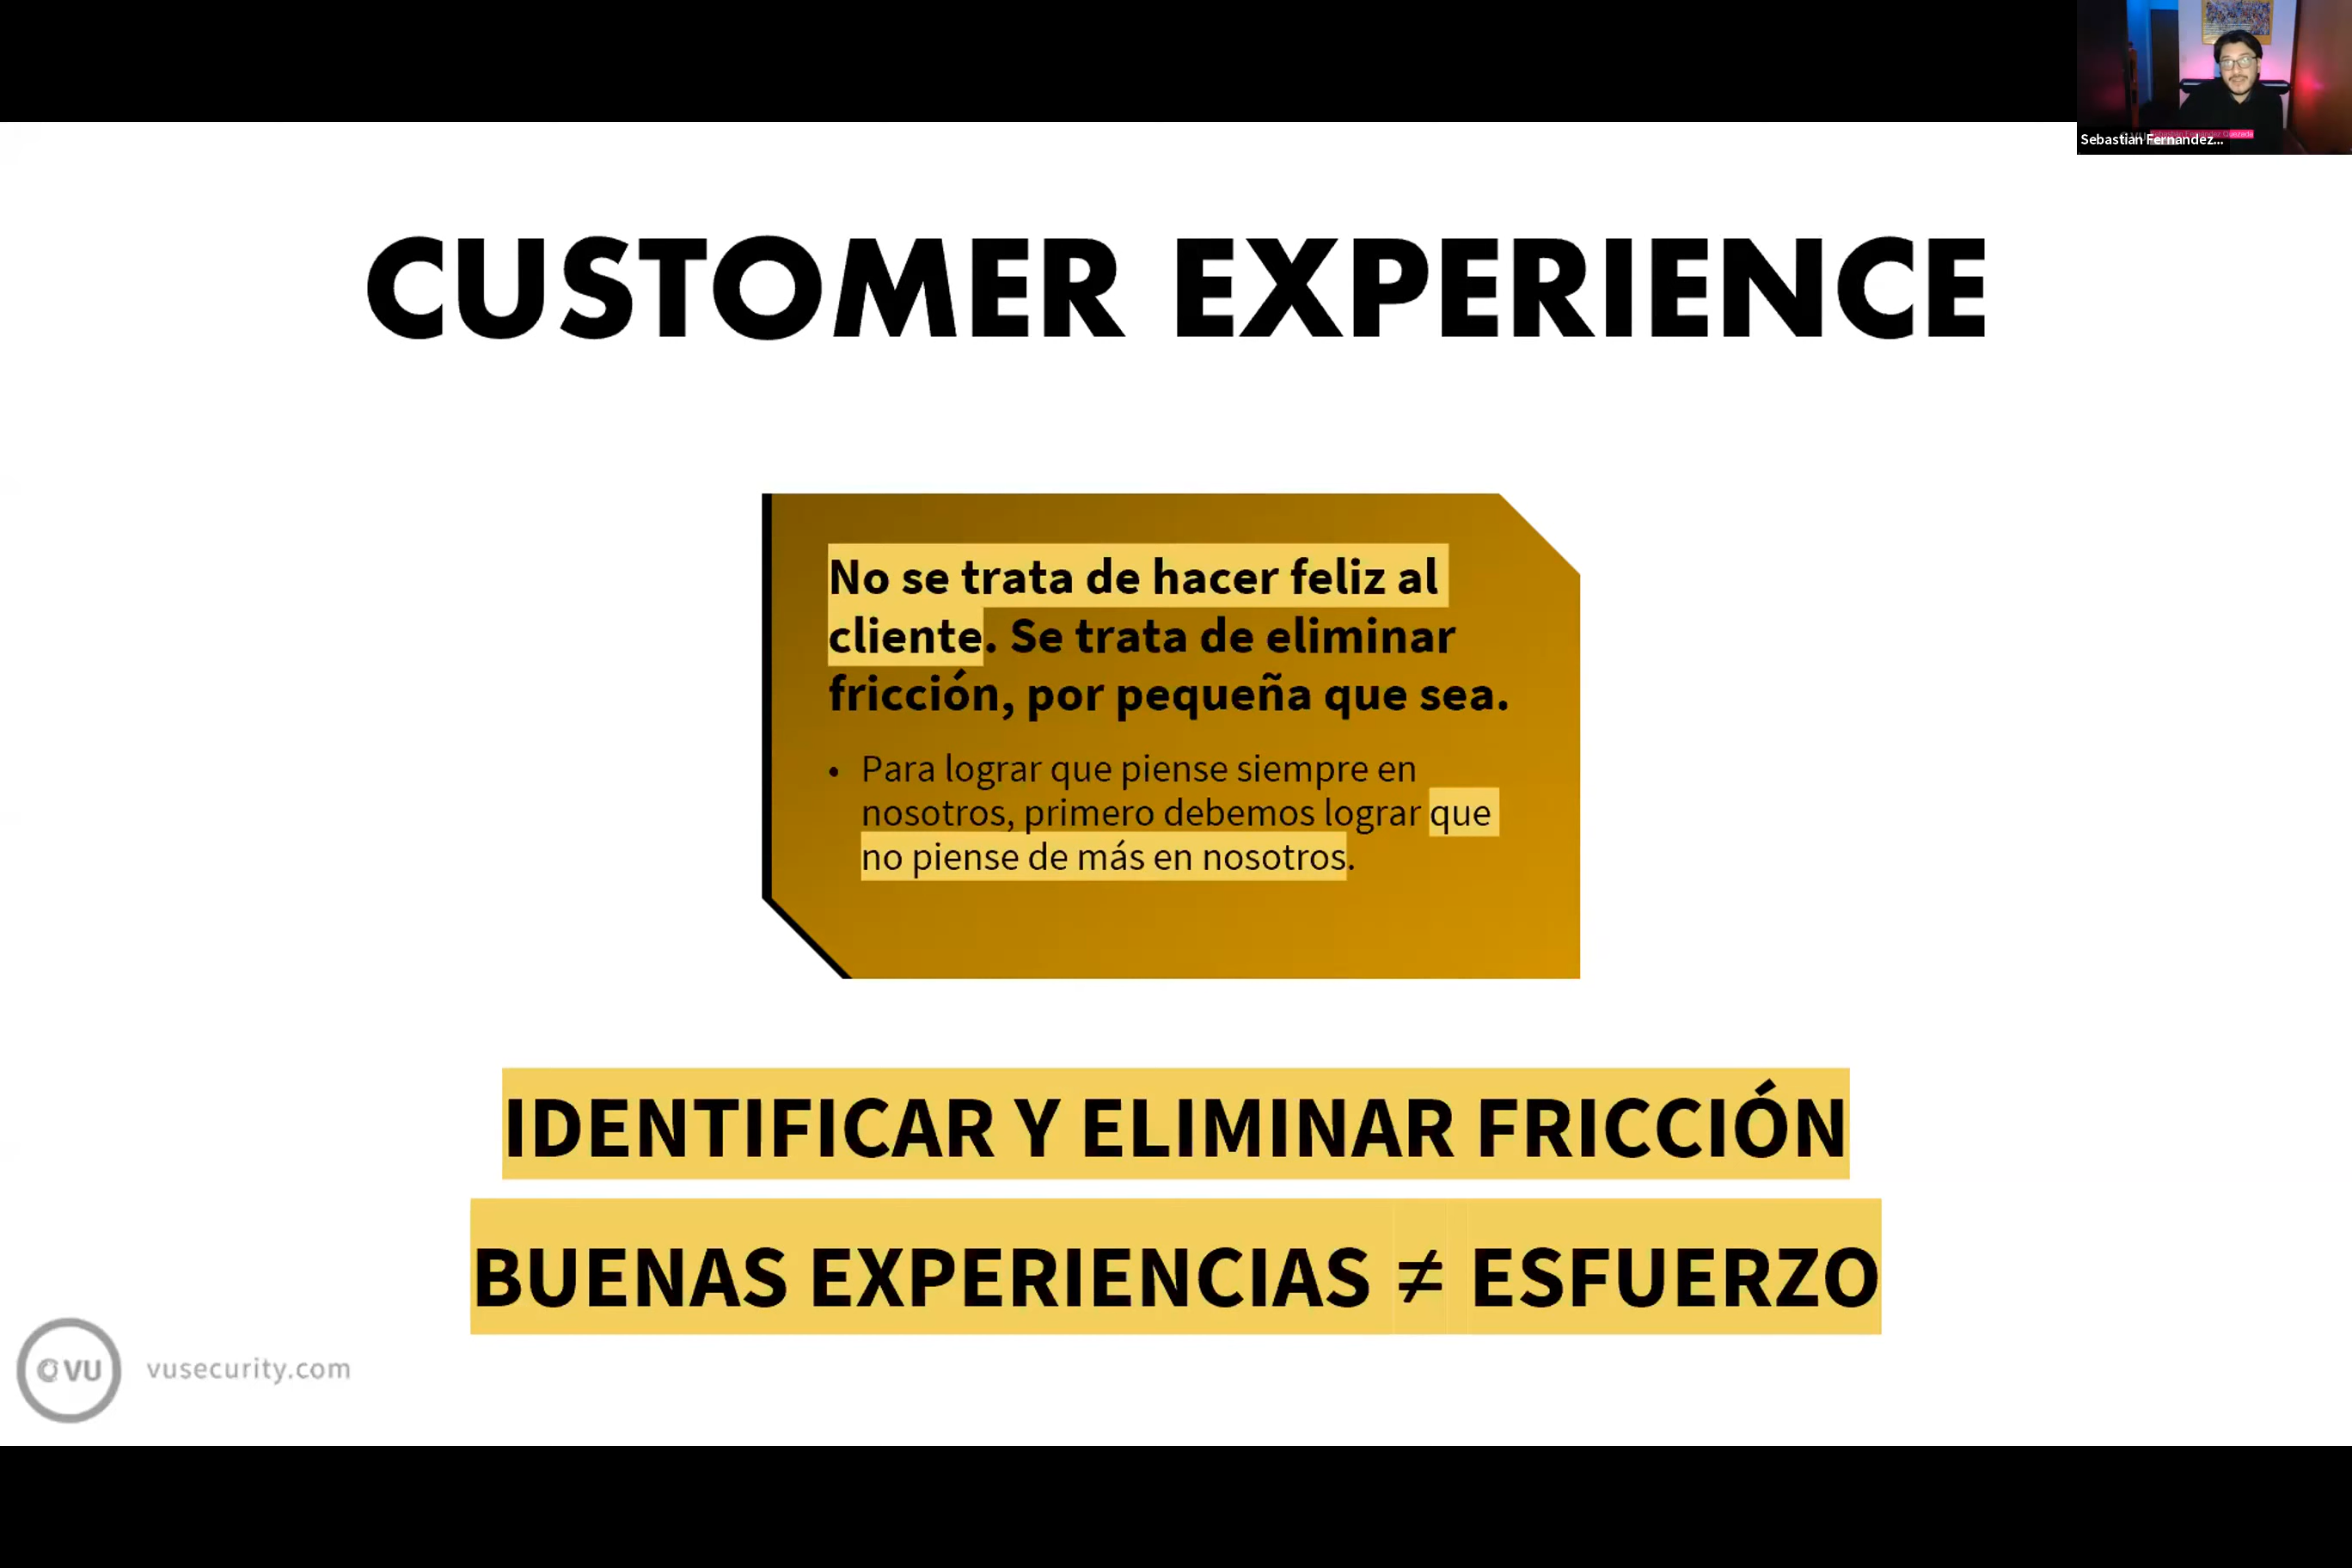 Sebastian Fernandez...
CUSTOMER EXPERIENCE
No se trata de hacer feliz al
cliente. Se trata de eliminar
fricción, por pequeña que sea.
• Para lograr que piense siempre en
nosotros, primero debemos lograr que
no piense de más en nosotros.
IDENTIFICAR Y ELIMINAR FRICCIÓN
BUENAS EXPERIENCIAS ≠ ESFUERZO
VU
vusecurity.com